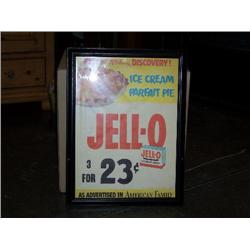 DISCOVERY!
ICE CREAM
PARFAIT PIE
JELL-O
3
FOR 23¢
JELL-O
AS ADVERTISED IN AMERICAN FAMILY